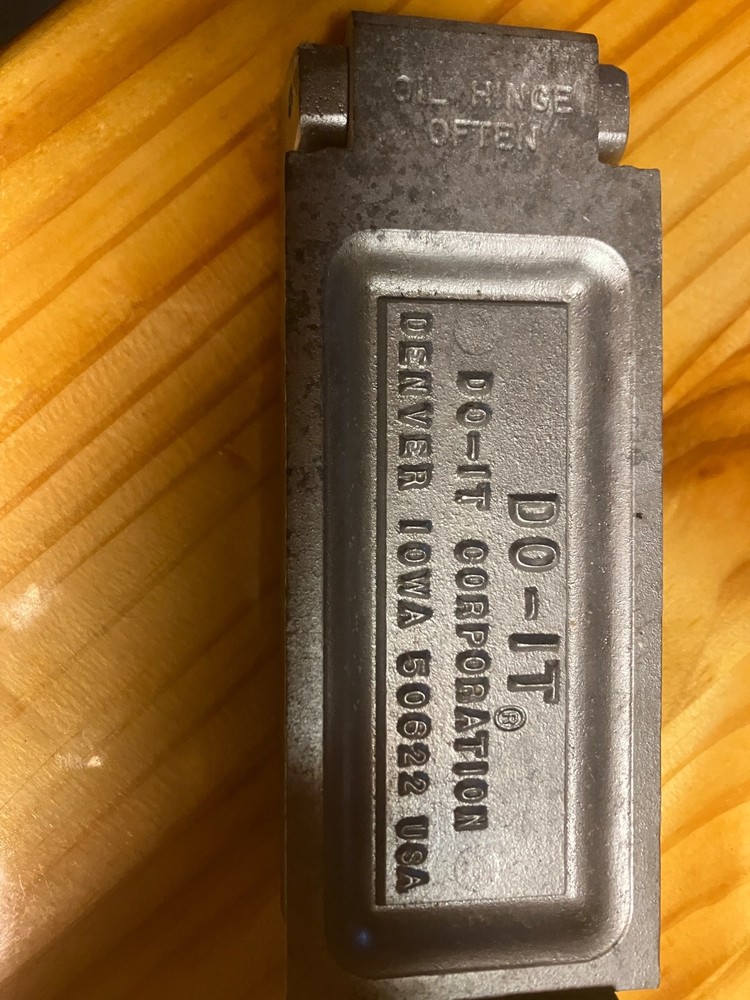 OIL HINGE
OFTEN
DO-IT®
DO-IT CORPORATION
DENVER IOWA 50622 USA